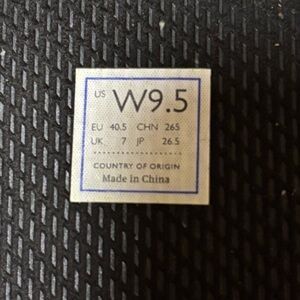 US W9.5
EU 40.5 CHN 265
UK 7 JP 26.5
COUNTRY OF ORIGIN
Made in China